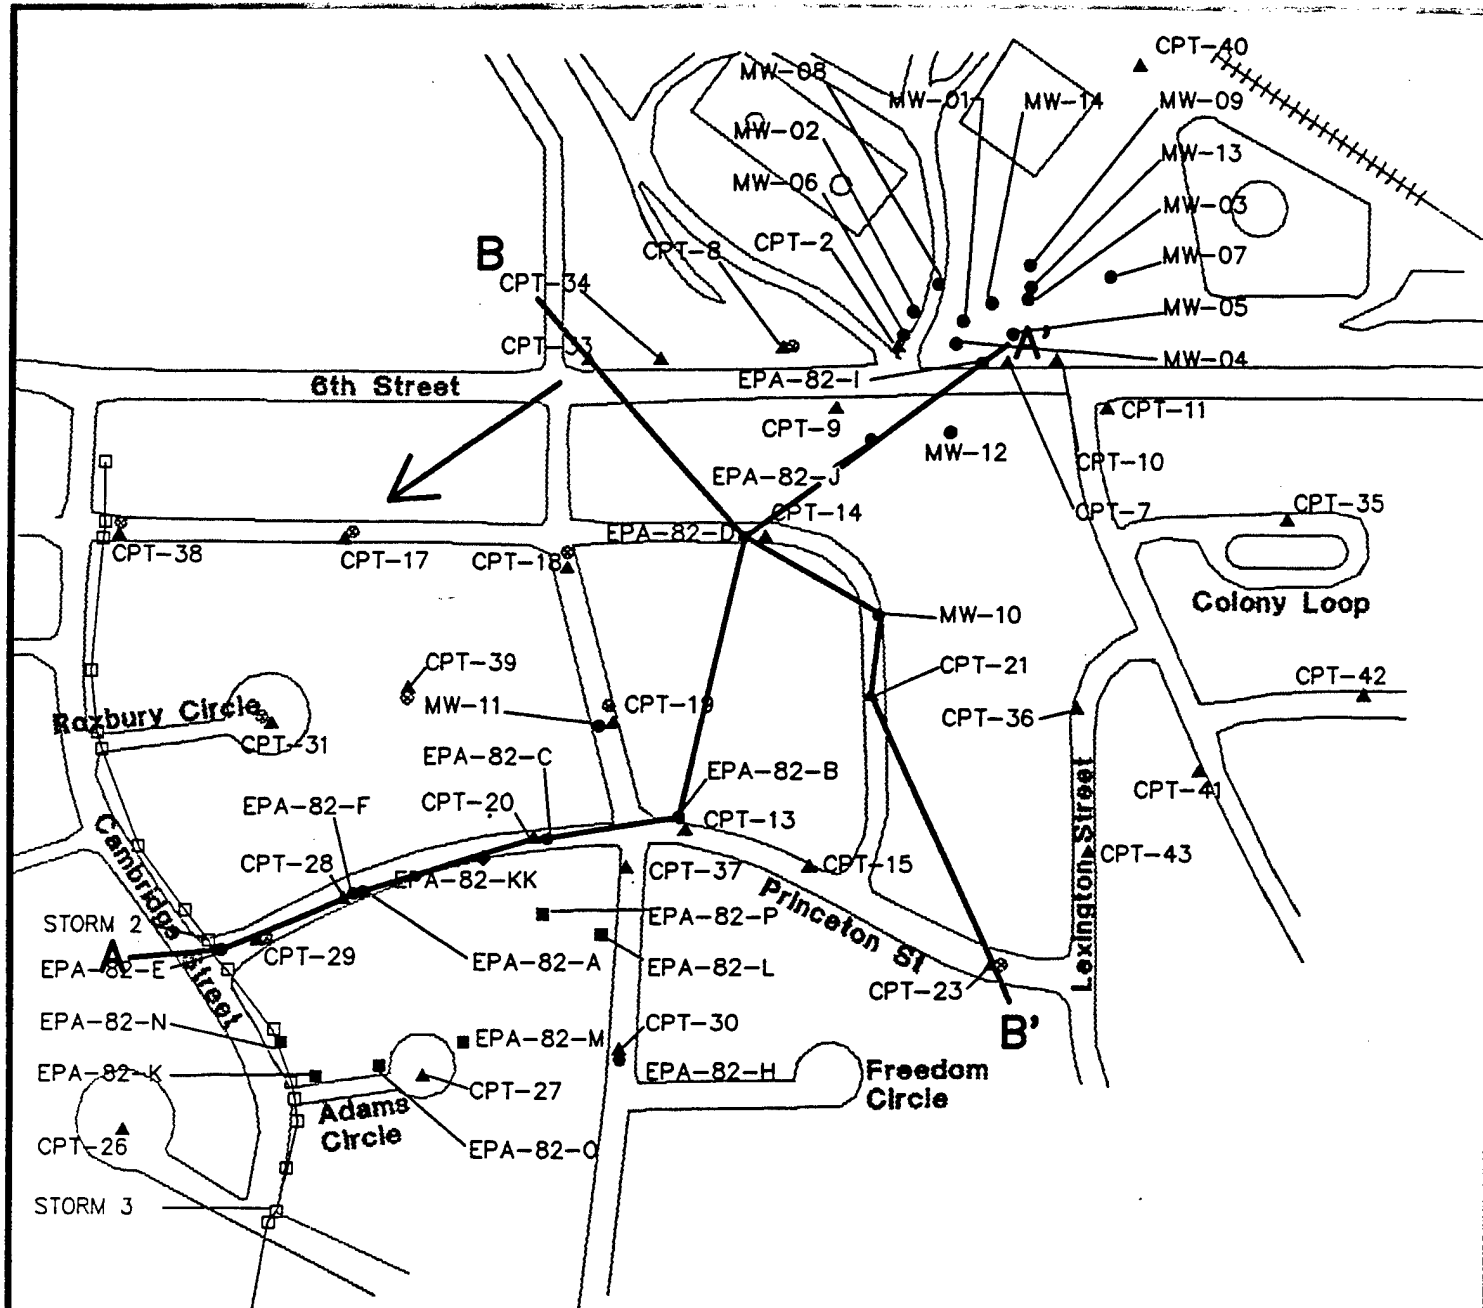 CPT-40
MW-08
MW-01
MW-14
MW-09
MW-02
MW-13
MW-06
MW-03
B
CPT-8
CPT-2
MW-07
CPT-34
MW-05
CPT-33
A'
MW-04
6th Street
EPA-82-I
CPT-9
MW-12
CPT-11
CPT-10
EPA-82-J
CPT-14
CPT-7
CPT-35
CPT-38
CPT-17
CPT-18
EPA-82-D
Colony Loop
MW-10
CPT-39
CPT-21
CPT-42
MW-11
CPT-19
CPT-36
Roxbury Circle
CPT-31
EPA-82-C
EPA-82-B
CPT-41
EPA-82-F
CPT-20
CPT-13
Cambridge Street
Lexington Street
CPT-28
EPA-82-KK
CPT-37
CPT-15
CPT-43
STORM 2
EPA-82-P
Princeton St
A
EPA-82-E
CPT-29
EPA-82-A
EPA-82-L
CPT-23
EPA-82-N
EPA-82-M
CPT-30
B'
EPA-82-K
CPT-27
EPA-82-H
Freedom
Circle
Adams
Circle
CPT-26
EPA-82-O
STORM 3